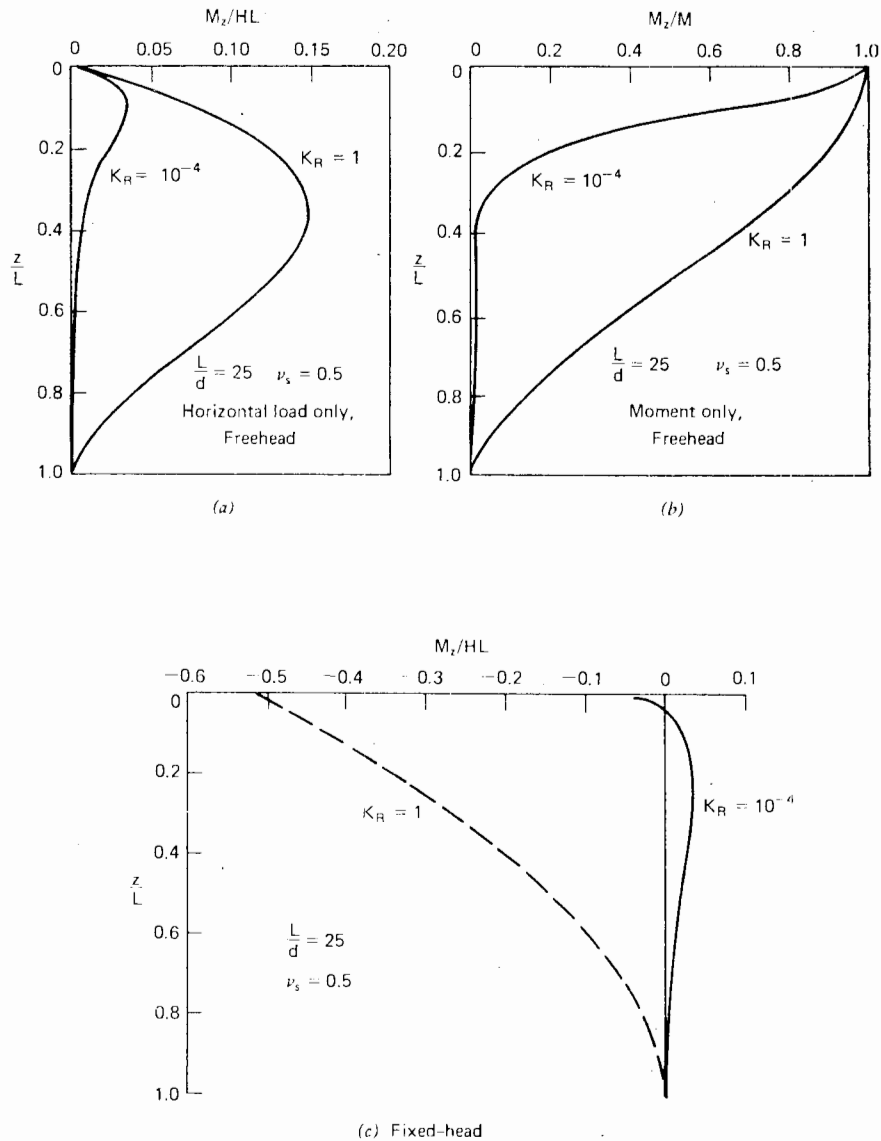 M_z/HL
0 0.05 0.10 0.15 0.20
0
0.2
0.4
z/L
0.6
0.8
1.0
K_R = 10⁻⁴
K_R = 1
L/d = 25 ν_s = 0.5
Horizontal load only,
Freehead
(a)
M_z/M
0 0.2 0.4 0.6 0.8 1.0
0
0.2
0.4
z/L
0.6
0.8
1.0
K_R = 10⁻⁴
K_R = 1
L/d = 25 ν_s = 0.5
Moment only,
Freehead
(b)
M_z/HL
−0.6 −0.5 −0.4 −0.3 −0.2 −0.1 0 0.1
0
0.2
0.4
z/L
0.6
0.8
1.0
K_R = 1
K_R = 10⁻⁴
L/d = 25
ν_s = 0.5
(c) Fixed-head